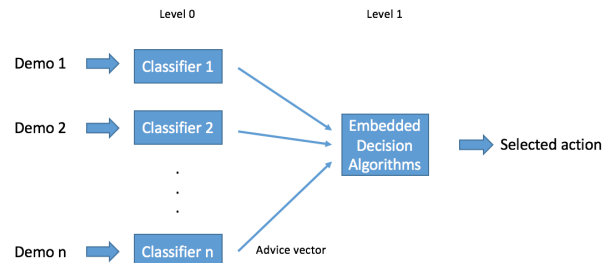 Level 0
Level 1
Demo 1
Classifier 1
Demo 2
Classifier 2
Embedded
Decision
Algorithms
Selected action
.
.
.
Demo n
Classifier n
Advice vector